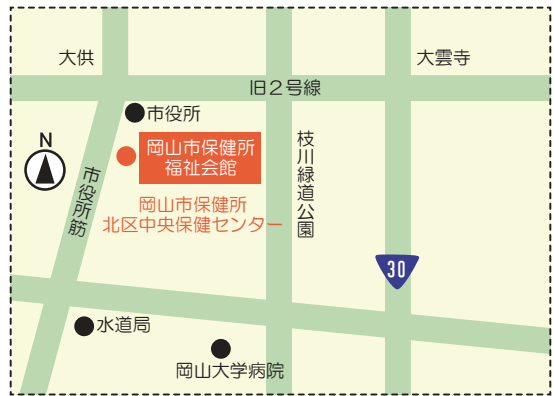 大供
大雲寺
旧2号線
市役所
N
岡山市保健所
福祉会館
枝川緑道公園
市役所筋
岡山市保健所
北区中央保健センター
30
水道局
岡山大学病院